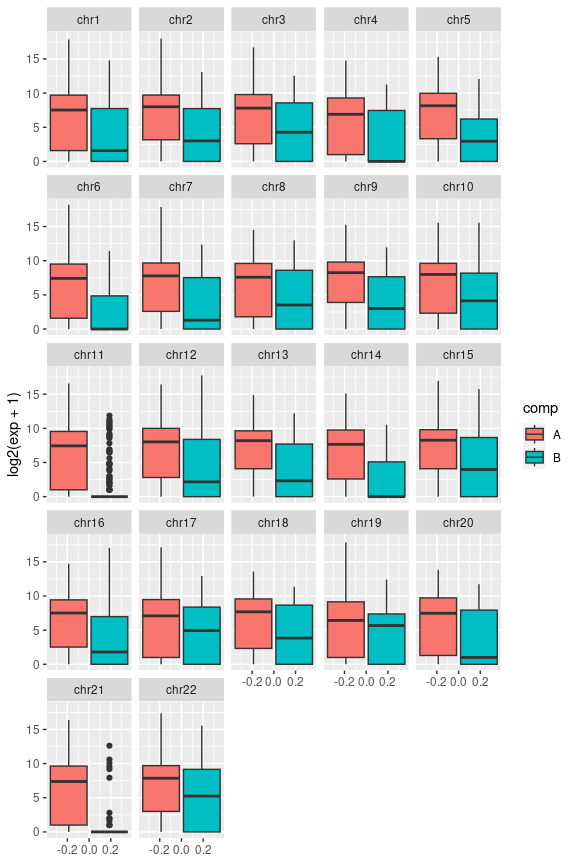 chr1 chr2 chr3 chr4 chr5
15
10
5
0
chr6 chr7 chr8 chr9 chr10
15
10
5
0
chr11 chr12 chr13 chr14 chr15
15
10
5
0
log2(exp + 1)
comp
A
B
chr16 chr17 chr18 chr19 chr20
15
10
5
0
-0.2 0.0 0.2 -0.2 0.0 0.2 -0.2 0.0 0.2
chr21 chr22
15
10
5
0
-0.2 0.0 0.2 -0.2 0.0 0.2